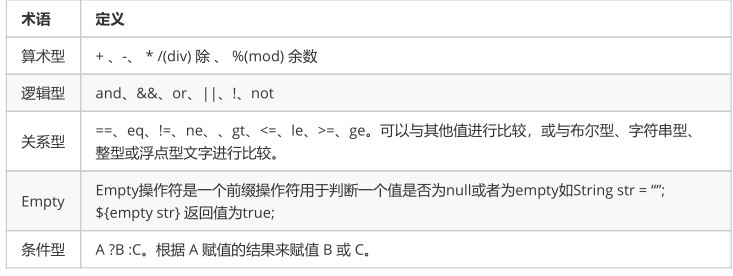 术语 定义
算术型 + 、-、 * /(div) 除 、 %(mod) 余数
逻辑型 and、&&、or、||、!、not
关系型 ==、eq、!=、ne、、gt、<=、le、>=、ge。可以与其他值进行比较，或与布尔型、字符串型、
整型或浮点型文字进行比较。
Empty Empty操作符是一个前缀操作符用于判断一个值是否为null或者为empty如String str = “”;
${empty str} 返回值为true;
条件型 A ?B :C。根据 A 赋值的结果来赋值 B 或 C。